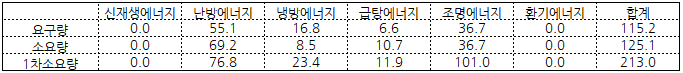 신재생에너지 난방에너지 냉방에너지 급탕에너지 조명에너지 환기에너지 합계
요구량 0.0 55.1 16.8 6.6 36.7 0.0 115.2
소요량 0.0 69.2 8.5 10.7 36.7 0.0 125.1
1차소요량 0.0 76.8 23.4 11.9 101.0 0.0 213.0